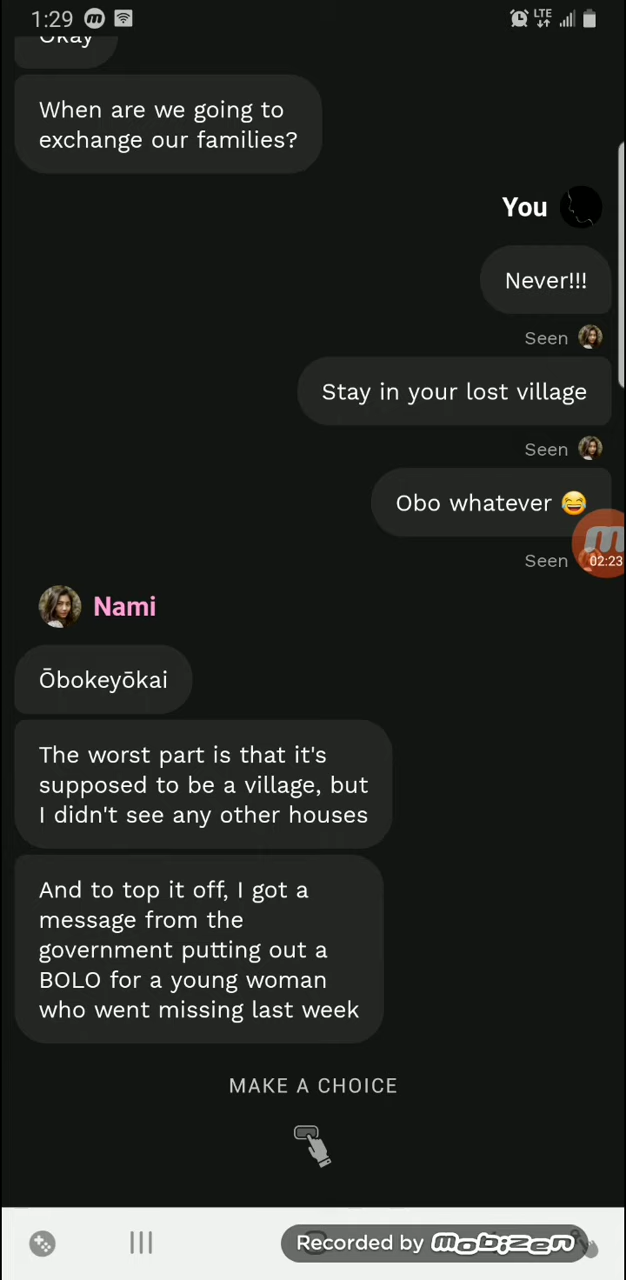 1:29
LTE
Okay
When are we going to
exchange our families?
You
Never!!!
Seen
Stay in your lost village
Seen
Obo whatever 😂
Seen
02:23
Nami
Ōbokeyōkai
The worst part is that it's
supposed to be a village, but
I didn't see any other houses
And to top it off, I got a
message from the
government putting out a
BOLO for a young woman
who went missing last week
MAKE A CHOICE
Recorded by mobizen